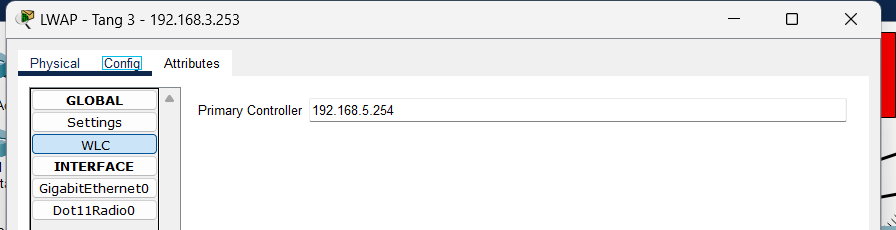 LWAP - Tang 3 - 192.168.3.253
Physical Config Attributes
GLOBAL
Settings
WLC
INTERFACE
GigabitEthernet0
Dot11Radio0
Primary Controller 192.168.5.254